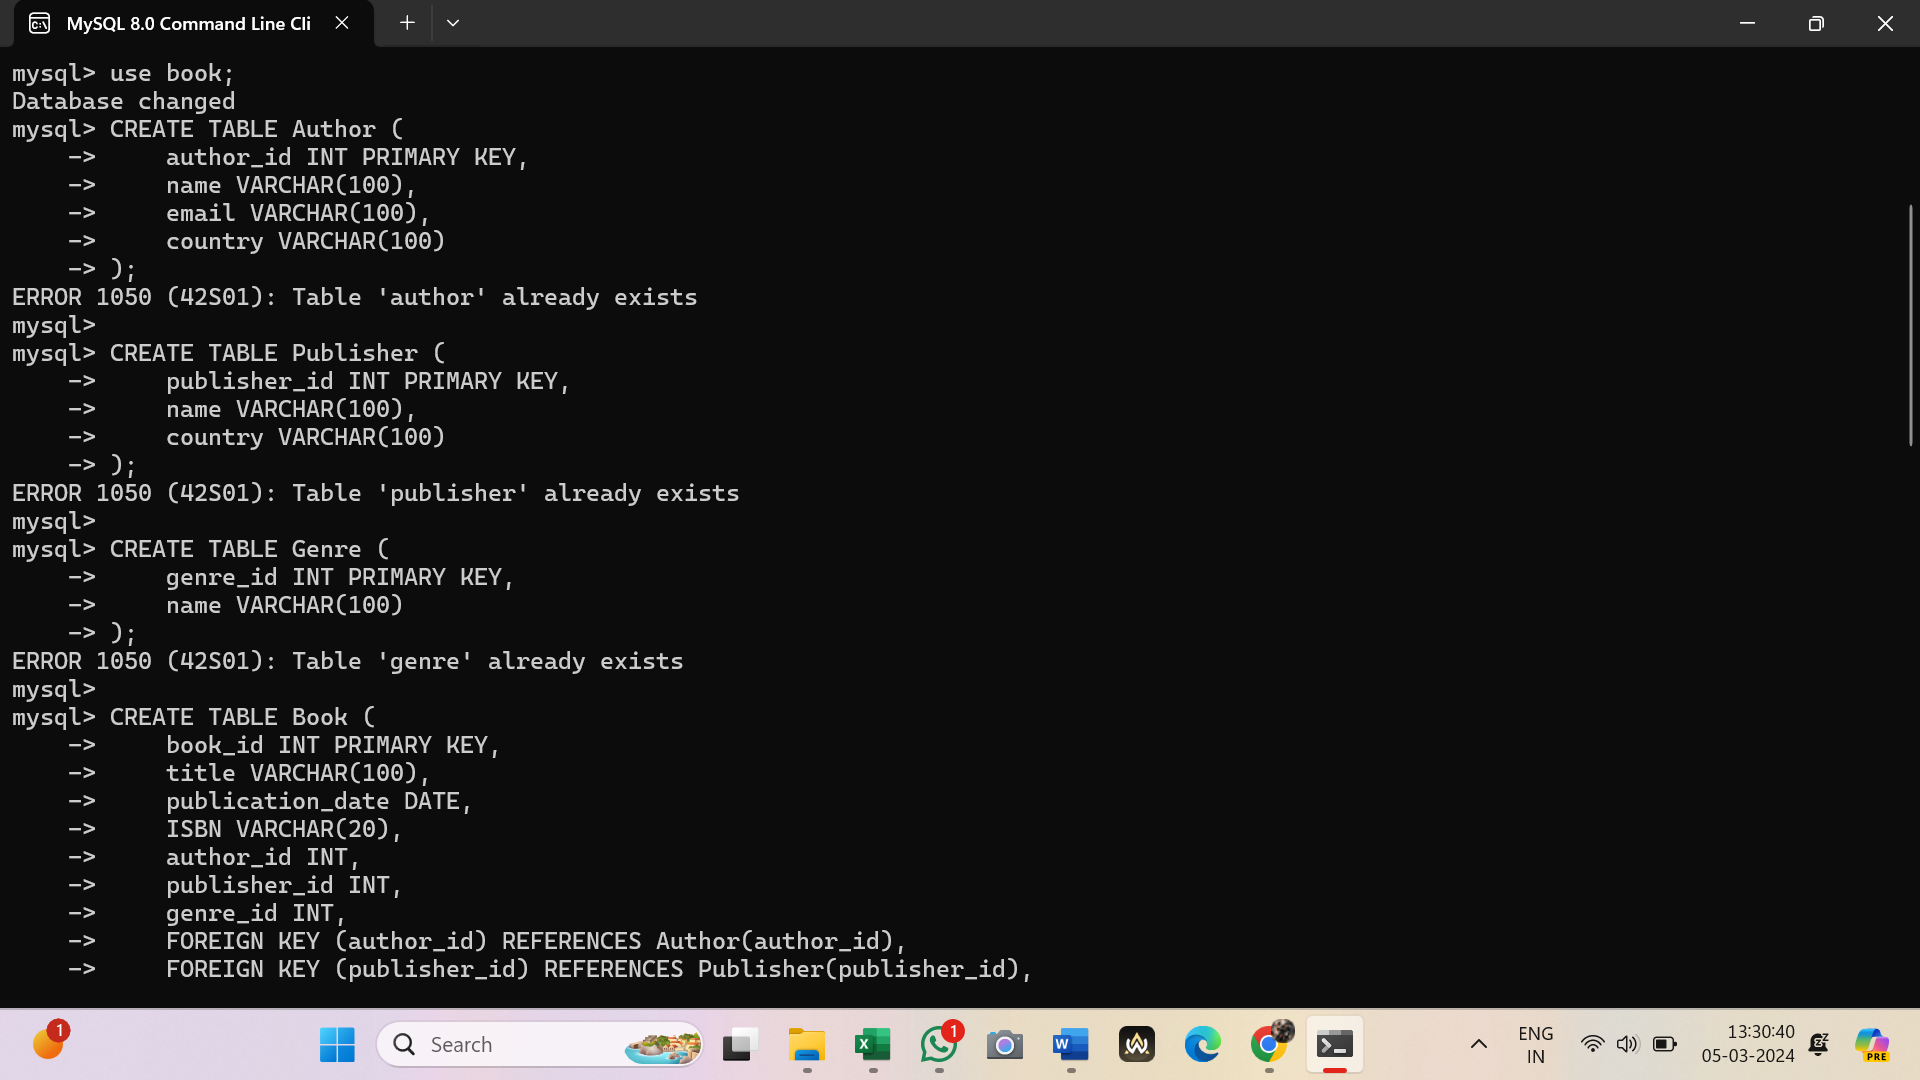 MySQL 8.0 Command Line Cli
mysql> use book;
Database changed
mysql> CREATE TABLE Author (
    ->     author_id INT PRIMARY KEY,
    ->     name VARCHAR(100),
    ->     email VARCHAR(100),
    ->     country VARCHAR(100)
    -> );
ERROR 1050 (42S01): Table 'author' already exists
mysql>
mysql> CREATE TABLE Publisher (
    ->     publisher_id INT PRIMARY KEY,
    ->     name VARCHAR(100),
    ->     country VARCHAR(100)
    -> );
ERROR 1050 (42S01): Table 'publisher' already exists
mysql>
mysql> CREATE TABLE Genre (
    ->     genre_id INT PRIMARY KEY,
    ->     name VARCHAR(100)
    -> );
ERROR 1050 (42S01): Table 'genre' already exists
mysql>
mysql> CREATE TABLE Book (
    ->     book_id INT PRIMARY KEY,
    ->     title VARCHAR(100),
    ->     publication_date DATE,
    ->     ISBN VARCHAR(20),
    ->     author_id INT,
    ->     publisher_id INT,
    ->     genre_id INT,
    ->     FOREIGN KEY (author_id) REFERENCES Author(author_id),
    ->     FOREIGN KEY (publisher_id) REFERENCES Publisher(publisher_id),
1
Search
1
ENG
IN
13:30:40
05-03-2024
PRE